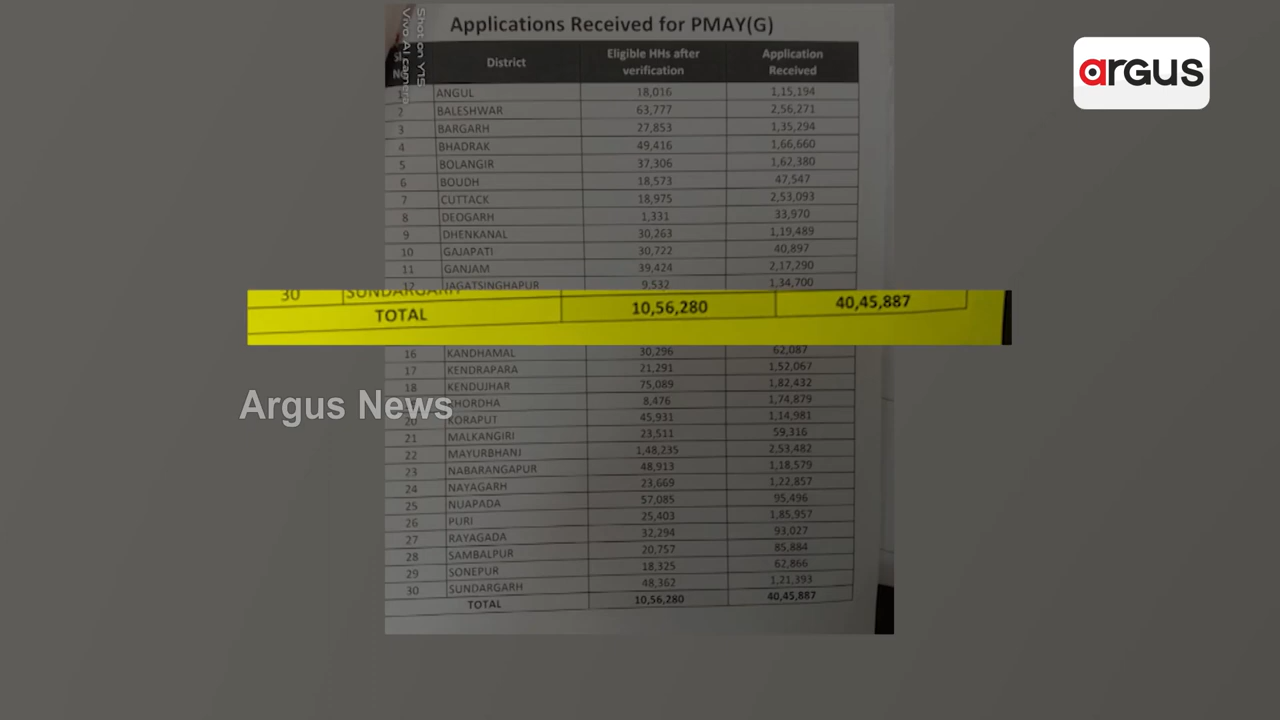 Applications Received for PMAY(G)
argus
Shot on Y15
Vivo AI camera
District Eligible HHs after verification Application Received
1 ANGUL 18,016 1,15,194
2 BALESHWAR 63,777 2,56,271
3 BARGARH 27,853 1,35,294
4 BHADRAK 49,416 1,66,660
5 BOLANGIR 37,306 1,62,380
6 BOUDH 18,573 47,547
7 CUTTACK 18,975 2,53,093
8 DEOGARH 1,331 33,970
9 DHENKANAL 30,263 1,19,489
10 GAJAPATI 30,722 40,897
11 GANJAM 39,424 2,17,290
12 JAGATSINGHAPUR 9,532 1,34,700
30 SUNDARGARH
TOTAL 10,56,280 40,45,887
16 KANDHAMAL 30,296 62,087
17 KENDRAPARA 21,291 1,52,067
18 KENDUJHAR 75,089 1,82,432
KHORDHA 8,476 1,74,879
Argus News
20 KORAPUT 45,931 1,14,981
21 MALKANGIRI 23,511 59,316
22 MAYURBHANJ 1,48,235 2,53,482
23 NABARANGAPUR 48,913 1,18,579
24 NAYAGARH 23,669 1,22,857
25 NUAPADA 57,085 95,496
26 PURI 25,403 1,85,957
27 RAYAGADA 32,294 93,027
28 SAMBALPUR 20,757 85,884
29 SONEPUR 18,325 62,866
30 SUNDARGARH 48,362 1,21,393
TOTAL 10,56,280 40,45,887